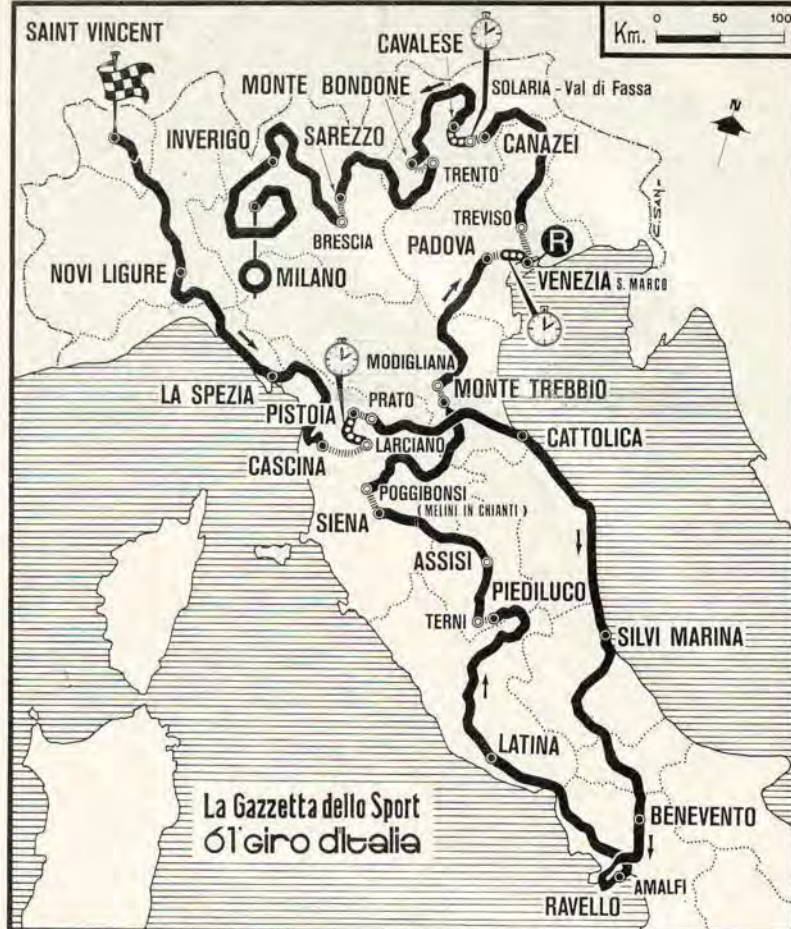 SAINT VINCENT
CAVALESE
Km. 0 50 100
MONTE BONDONE
SOLARIA - Val di Fassa
N
INVERIGO
SAREZZO
CANAZEI
TRENTO
TREVISO
BRESCIA
PADOVA
R
E. SAN
NOVI LIGURE
MILANO
VENEZIA S. MARCO
MODIGLIANA
LA SPEZIA
MONTE TREBBIO
PISTOIA
PRATO
CATTOLICA
LARCIANO
CASCINA
POGGIBONSI
(MELINI IN CHIANTI)
SIENA
ASSISI
PIEDILUCO
TERNI
SILVI MARINA
LATINA
La Gazzetta dello Sport
61° giro d'italia
BENEVENTO
AMALFI
RAVELLO